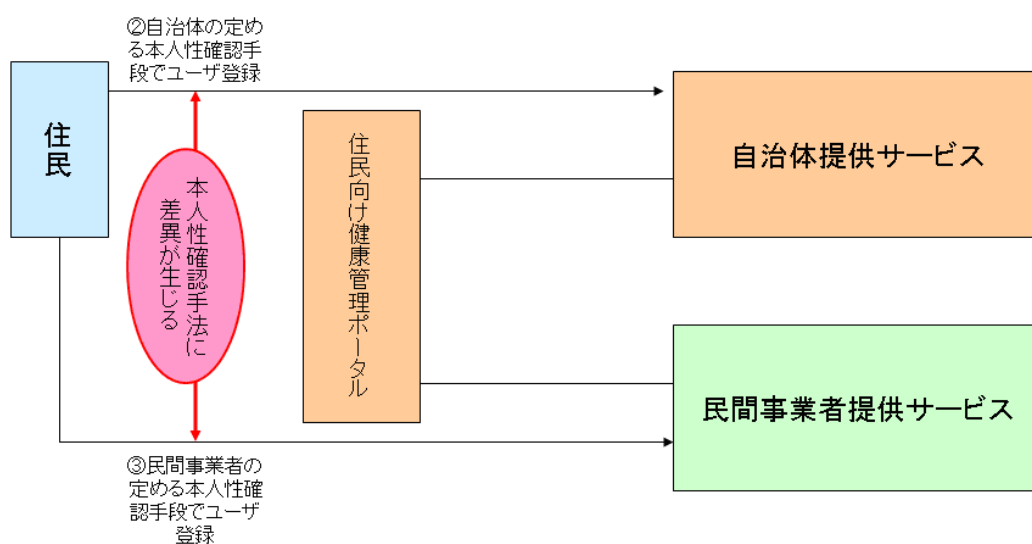 ②自治体の定め
る本人性確認手
段でユーザ登録
住民
本人性確認手法に
差異が生じる
住民向け健康管理ポータル
自治体提供サービス
民間事業者提供サービス
③民間事業者の
定める本人性確
認手段でユーザ
登録